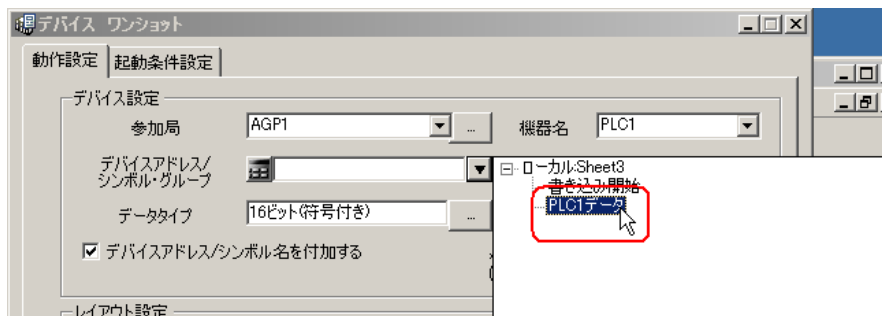 デバイス ワンショット
動作設定 起動条件設定
デバイス設定
参加局 AGP1 ... 機器名 PLC1
デバイスアドレス/
シンボル・グループ
ローカル:Sheet3
書き込み開始
PLC1データ
データタイプ 16ビット(符号付き) ...
デバイスアドレス/シンボル名を付加する
レイアウト設定